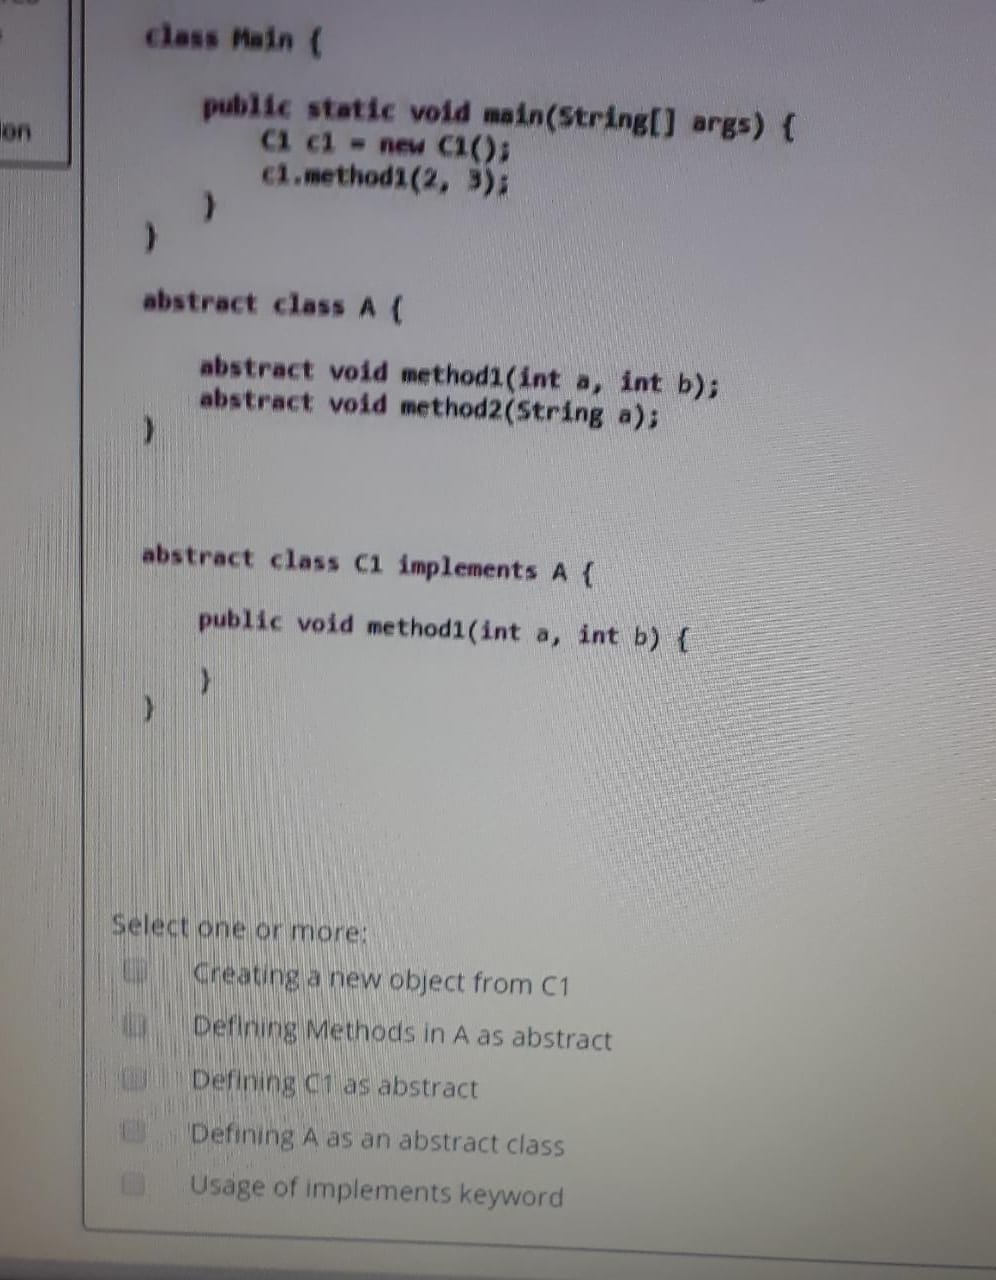 class Main {
public static void main(String[] args) {
C1 c1 = new C1();
c1.method1(2, 3);
}
}
abstract class A {
abstract void method1(int a, int b);
abstract void method2(String a);
}
abstract class C1 implements A {
public void method1(int a, int b) {
}
}
Select one or more:
Creating a new object from C1
Defining Methods in A as abstract
Defining C1 as abstract
Defining A as an abstract class
Usage of implements keyword